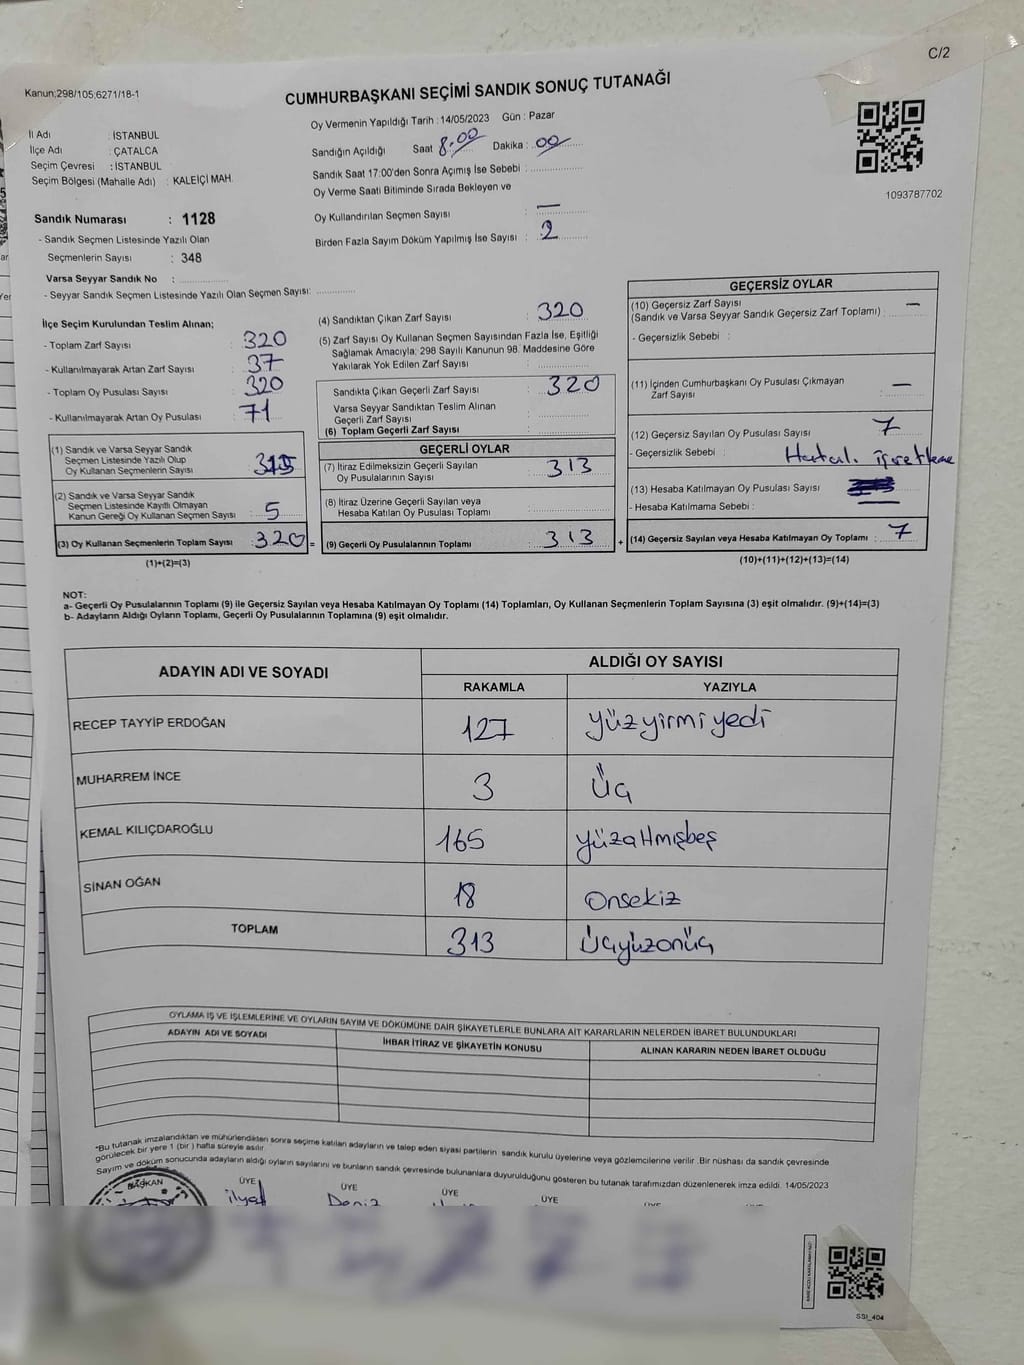 C/2
Kanun;298/105;6271/18-1
CUMHURBAŞKANI SEÇİMİ SANDIK SONUÇ TUTANAĞI
İl Adı : İSTANBUL
İlçe Adı : ÇATALCA
Seçim Çevresi : İSTANBUL
Seçim Bölgesi (Mahalle Adı) : KALEİÇİ MAH.
Sandık Numarası : 1128
- Sandık Seçmen Listesinde Yazılı Olan
Seçmenlerin Sayısı : 348
Varsa Seyyar Sandık No :
- Seyyar Sandık Seçmen Listesinde Yazılı Olan Seçmen Sayısı:
Oy Vermenin Yapıldığı Tarih : 14/05/2023 Gün : Pazar
Sandığın Açıldığı Saat 8.00 Dakika : 00
Sandık Saat 17:00'den Sonra Açımış İse Sebebi :
Oy Verme Saati Bitiminde Sırada Bekleyen ve
Oy Kullandırılan Seçmen Sayısı : —
Birden Fazla Sayım Döküm Yapılmış İse Sayısı : 2
1093787702
İlçe Seçim Kurulundan Teslim Alınan;
- Toplam Zarf Sayısı : 320
- Kullanılmayarak Artan Zarf Sayısı : 37
- Toplam Oy Pusulası Sayısı : 320
- Kullanılmayarak Artan Oy Pusulası : 71
(1) Sandık ve Varsa Seyyar Sandık
Seçmen Listesinde Yazılı Olup
Oy Kullanan Seçmenlerin Sayısı : 315
(2) Sandık ve Varsa Seyyar Sandık
Seçmen Listesinde Kayıtlı Olmayan
Kanun Gereği Oy Kullanan Seçmen Sayısı : 5
(3) Oy Kullanan Seçmenlerin Toplam Sayısı : 320 =
(1)+(2)=(3)
(4) Sandıktan Çıkan Zarf Sayısı : 320
(5) Zarf Sayısı Oy Kullanan Seçmen Sayısından Fazla İse, Eşitliği
Sağlamak Amacıyla; 298 Sayılı Kanunun 98. Maddesine Göre
Yakılarak Yok Edilen Zarf Sayısı :
Sandıkta Çıkan Geçerli Zarf Sayısı : 320
Varsa Seyyar Sandıktan Teslim Alınan
Geçerli Zarf Sayısı :
(6) Toplam Geçerli Zarf Sayısı :
GEÇERLİ OYLAR
(7) İtiraz Edilmeksizin Geçerli Sayılan
Oy Pusulalarının Sayısı : 313
(8) İtiraz Üzerine Geçerli Sayılan veya
Hesaba Katılan Oy Pusulası Toplamı :
(9) Geçerli Oy Pusulalarının Toplamı : 313 +
GEÇERSİZ OYLAR
(10) Geçersiz Zarf Sayısı : —
(Sandık ve Varsa Seyyar Sandık Geçersiz Zarf Toplamı)
- Geçersizlik Sebebi :
(11) İçinden Cumhurbaşkanı Oy Pusulası Çıkmayan
Zarf Sayısı : —
(12) Geçersiz Sayılan Oy Pusulası Sayısı : 7
- Geçersizlik Sebebi : Hatalı işretleme
(13) Hesaba Katılmayan Oy Pusulası Sayısı :
- Hesaba Katılmama Sebebi :
(14) Geçersiz Sayılan veya Hesaba Katılmayan Oy Toplamı : 7
(10)+(11)+(12)+(13)=(14)
NOT:
a- Geçerli Oy Pusulalarının Toplamı (9) ile Geçersiz Sayılan veya Hesaba Katılmayan Oy Toplamı (14) Toplamları, Oy Kullanan Seçmenlerin Toplam Sayısına (3) eşit olmalıdır. (9)+(14)=(3)
b- Adayların Aldığı Oyların Toplamı, Geçerli Oy Pusulalarının Toplamına (9) eşit olmalıdır.
ADAYIN ADI VE SOYADI
ALDIĞI OY SAYISI
RAKAMLA YAZIYLA
RECEP TAYYİP ERDOĞAN 127 yüzyirmiyedi
MUHARREM İNCE 3 üç
KEMAL KILIÇDAROĞLU 165 yüzaltmışbeş
SİNAN OĞAN 18 onsekiz
TOPLAM 313 üçyüzonüç
OYLAMA İŞ VE İŞLEMLERİNE VE OYLARIN SAYIM VE DÖKÜMÜNE DAİR ŞİKAYETLERLE BUNLARA AİT KARARLARIN NELERDEN İBARET BULUNDUKLARI
ADAYIN ADI VE SOYADI İHBAR İTİRAZ VE ŞİKAYETİN KONUSU ALINAN KARARIN NEDEN İBARET OLDUĞU
*Bu tutanak imzalandıktan ve mühürlendikten sonra seçime katılan adayların ve talep eden siyasi partilerin sandık kurulu üyelerine veya gözlemcilerine verilir. Bir nüshası da sandık çevresinde
görülecek bir yere 1 (bir) hafta süreyle asılır.
Sayım ve döküm sonucunda adayların aldığı oyların sayılarını ve bunların sandık çevresinde bulunanlara duyurulduğunu gösteren bu tutanak tarafımızdan düzenlenerek imza edildi. 14/05/2023
BAŞKAN ÜYE ÜYE ÜYE ÜYE
ilyas Deniz
SSI_404